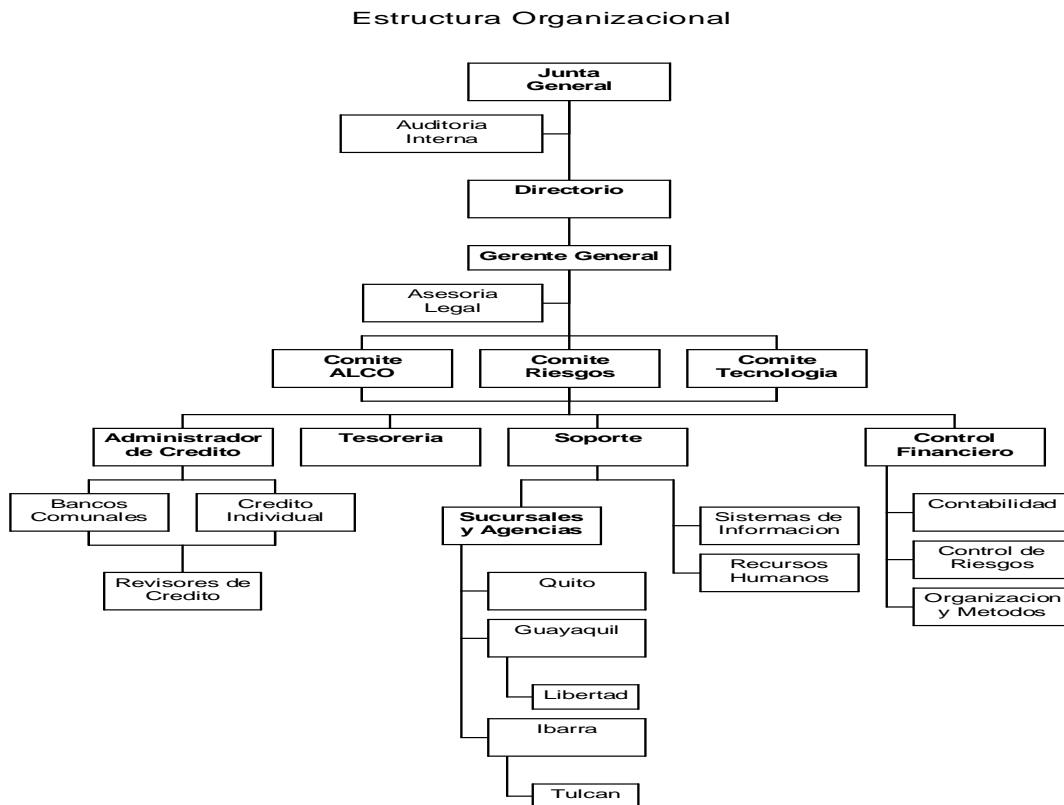 Estructura Organizacional
Junta
General
Auditoria
Interna
Directorio
Gerente General
Asesoria
Legal
Comite
ALCO
Comite
Riesgos
Comite
Tecnologia
Administrador
de Credito
Tesoreria
Soporte
Control
Financiero
Bancos
Comunales
Credito
Individual
Revisores de
Credito
Sucursales
y Agencias
Quito
Guayaquil
Libertad
Ibarra
Tulcan
Sistemas de
Informacion
Recursos
Humanos
Contabilidad
Control de
Riesgos
Organizacion
y Metodos